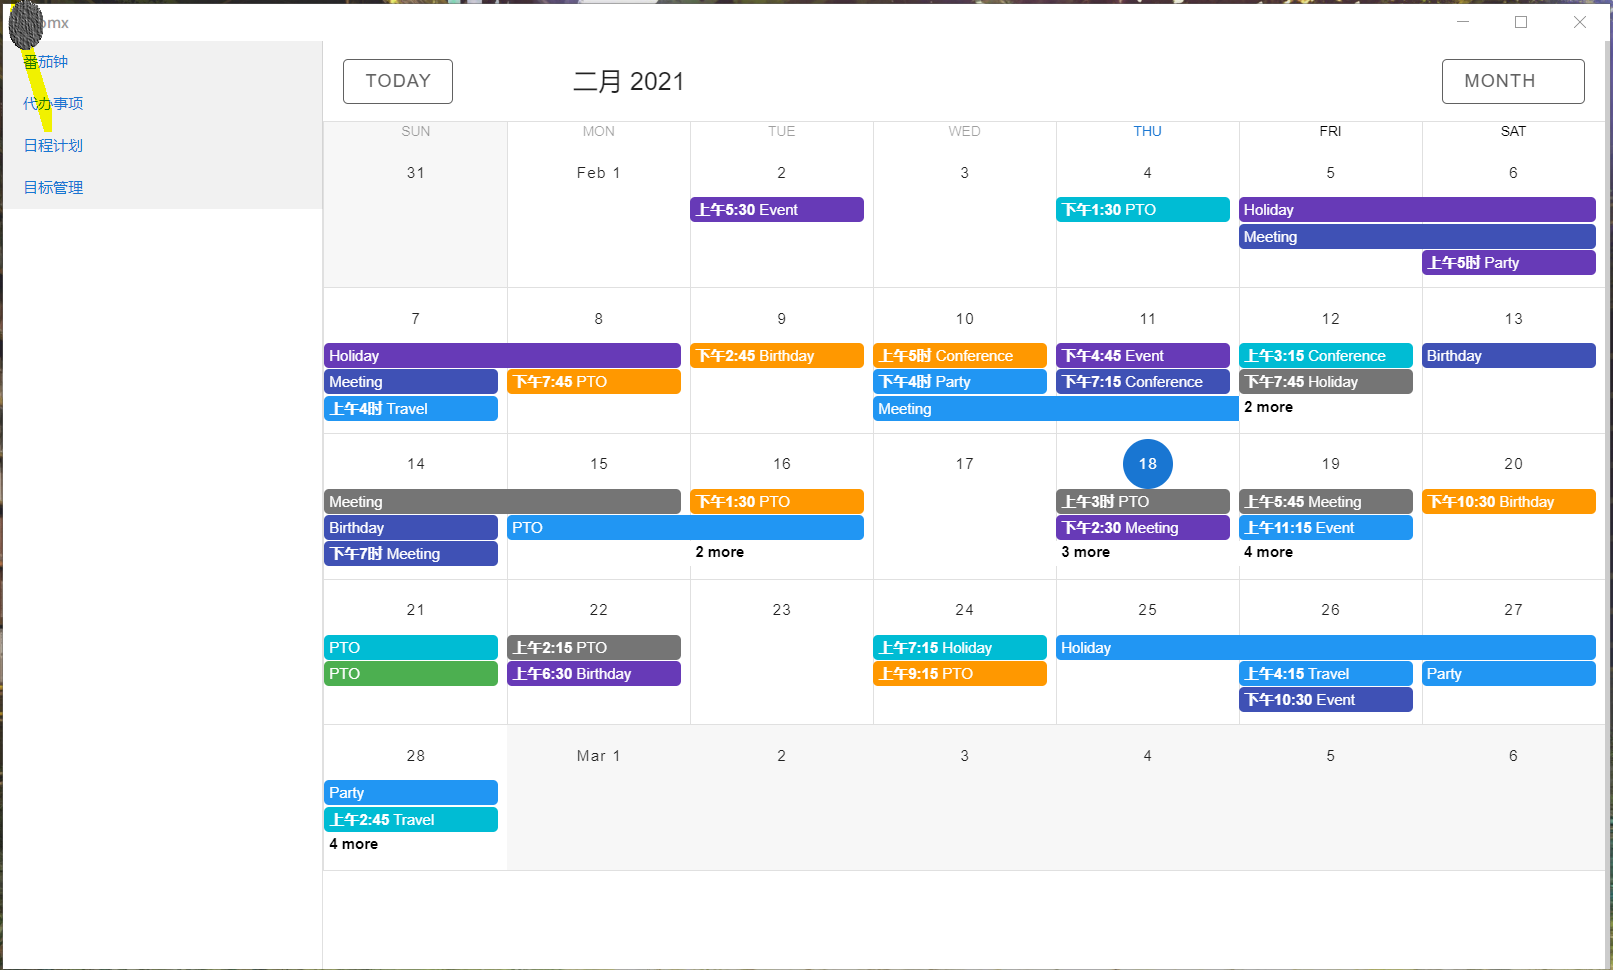 omx
番茄钟
代办事项
日程计划
目标管理
TODAY
二月 2021
MONTH
SUN MON TUE WED THU FRI SAT
31 Feb 1 2 3 4 5 6
上午5:30 Event 下午1:30 PTO Holiday
Meeting
上午5时 Party
7 8 9 10 11 12 13
Holiday 下午2:45 Birthday 上午5时 Conference 下午4:45 Event 上午3:15 Conference Birthday
Meeting 下午7:45 PTO 下午4时 Party 下午7:15 Conference 下午7:45 Holiday
上午4时 Travel Meeting 2 more
14 15 16 17 18 19 20
Meeting 下午1:30 PTO 上午3时 PTO 上午5:45 Meeting 下午10:30 Birthday
Birthday PTO 下午2:30 Meeting 上午11:15 Event
下午7时 Meeting 2 more 3 more 4 more
21 22 23 24 25 26 27
PTO 上午2:15 PTO 上午7:15 Holiday Holiday
PTO 上午6:30 Birthday 上午9:15 PTO 上午4:15 Travel Party
下午10:30 Event
28 Mar 1 2 3 4 5 6
Party
上午2:45 Travel
4 more